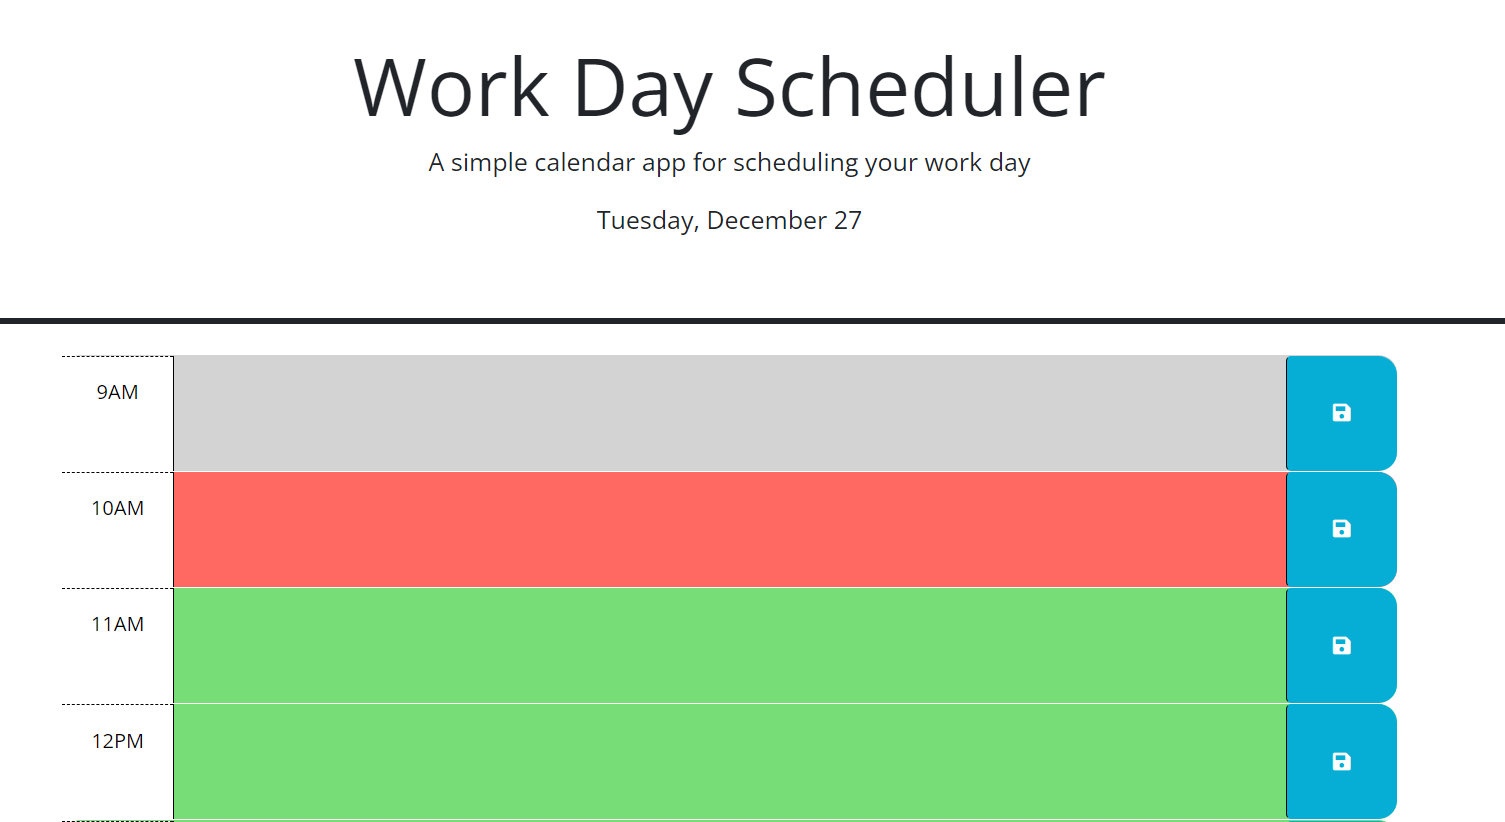 Work Day Scheduler
A simple calendar app for scheduling your work day
Tuesday, December 27
9AM
10AM
11AM
12PM